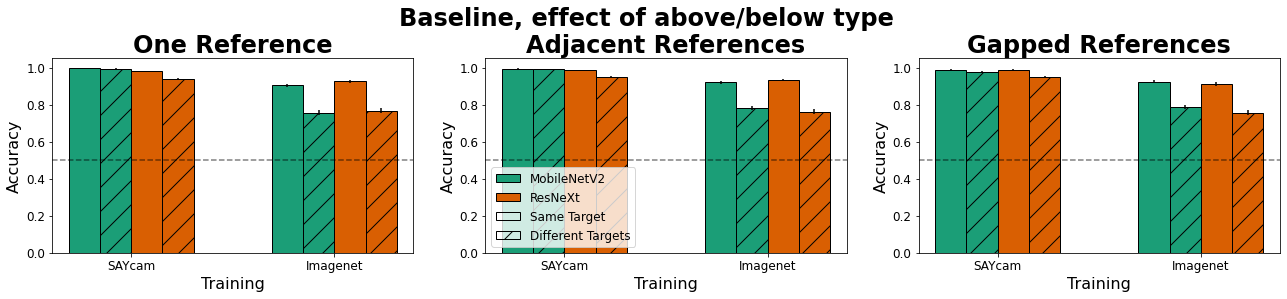 Baseline, effect of above/below type
One Reference
Accuracy
1.0
0.8
0.6
0.4
0.2
0.0
SAYcam
Imagenet
Training
Adjacent References
Accuracy
1.0
0.8
0.6
0.4
0.2
0.0
MobileNetV2
ResNeXt
Same Target
Different Targets
SAYcam
Imagenet
Training
Gapped References
Accuracy
1.0
0.8
0.6
0.4
0.2
0.0
SAYcam
Imagenet
Training